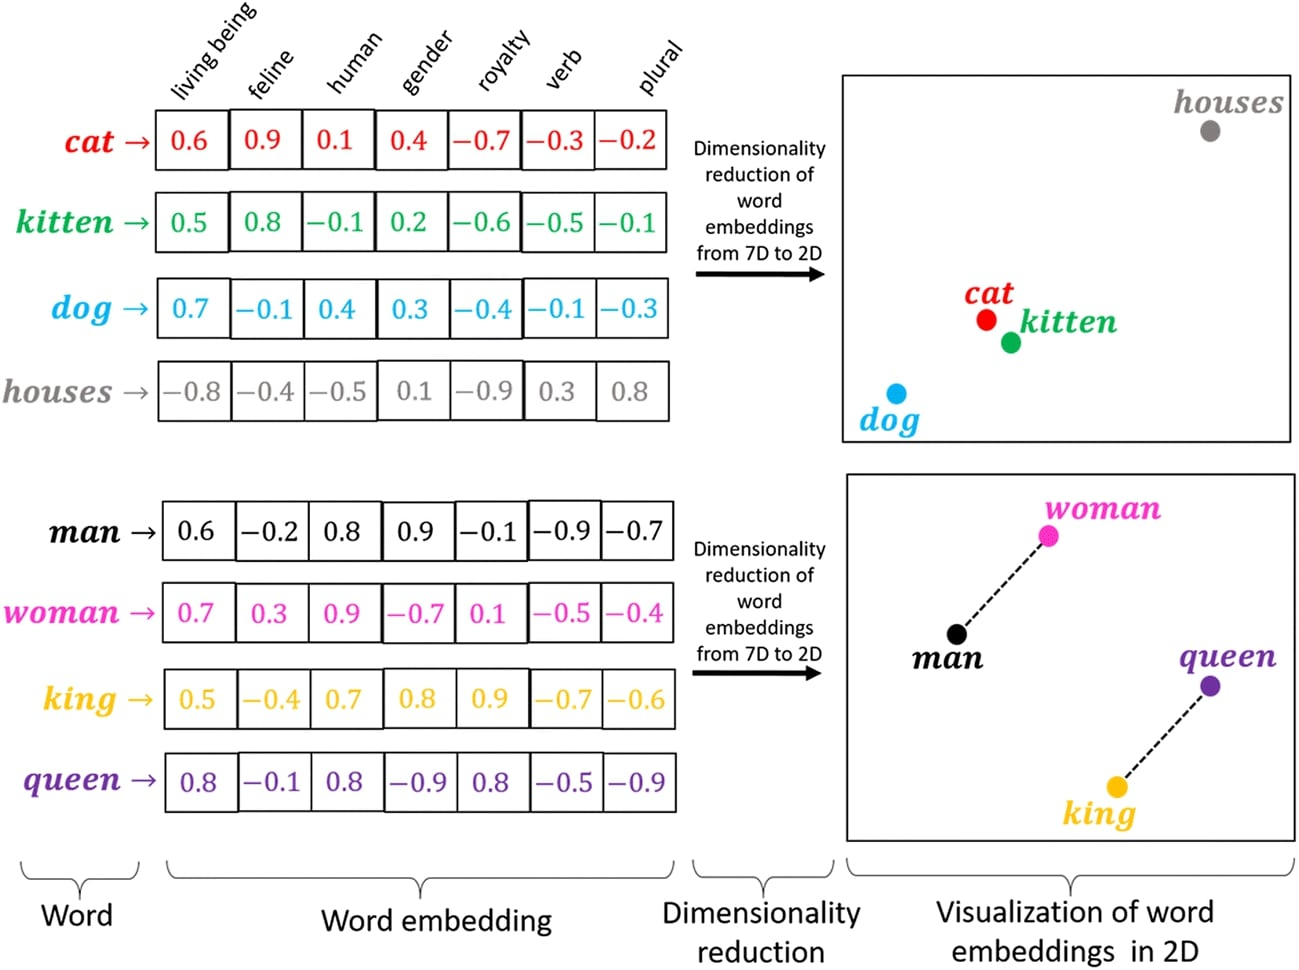 living being feline human gender royalty verb plural
cat → 0.6 0.9 0.1 0.4 −0.7 −0.3 −0.2
kitten → 0.5 0.8 −0.1 0.2 −0.6 −0.5 −0.1
dog → 0.7 −0.1 0.4 0.3 −0.4 −0.1 −0.3
houses → −0.8 −0.4 −0.5 0.1 −0.9 0.3 0.8
Dimensionality
reduction of
word
embeddings
from 7D to 2D
houses
cat
kitten
dog
man → 0.6 −0.2 0.8 0.9 −0.1 −0.9 −0.7
woman → 0.7 0.3 0.9 −0.7 0.1 −0.5 −0.4
king → 0.5 −0.4 0.7 0.8 0.9 −0.7 −0.6
queen → 0.8 −0.1 0.8 −0.9 0.8 −0.5 −0.9
Dimensionality
reduction of
word
embeddings
from 7D to 2D
woman
man
queen
king
Word
Word embedding
Dimensionality
reduction
Visualization of word
embeddings in 2D